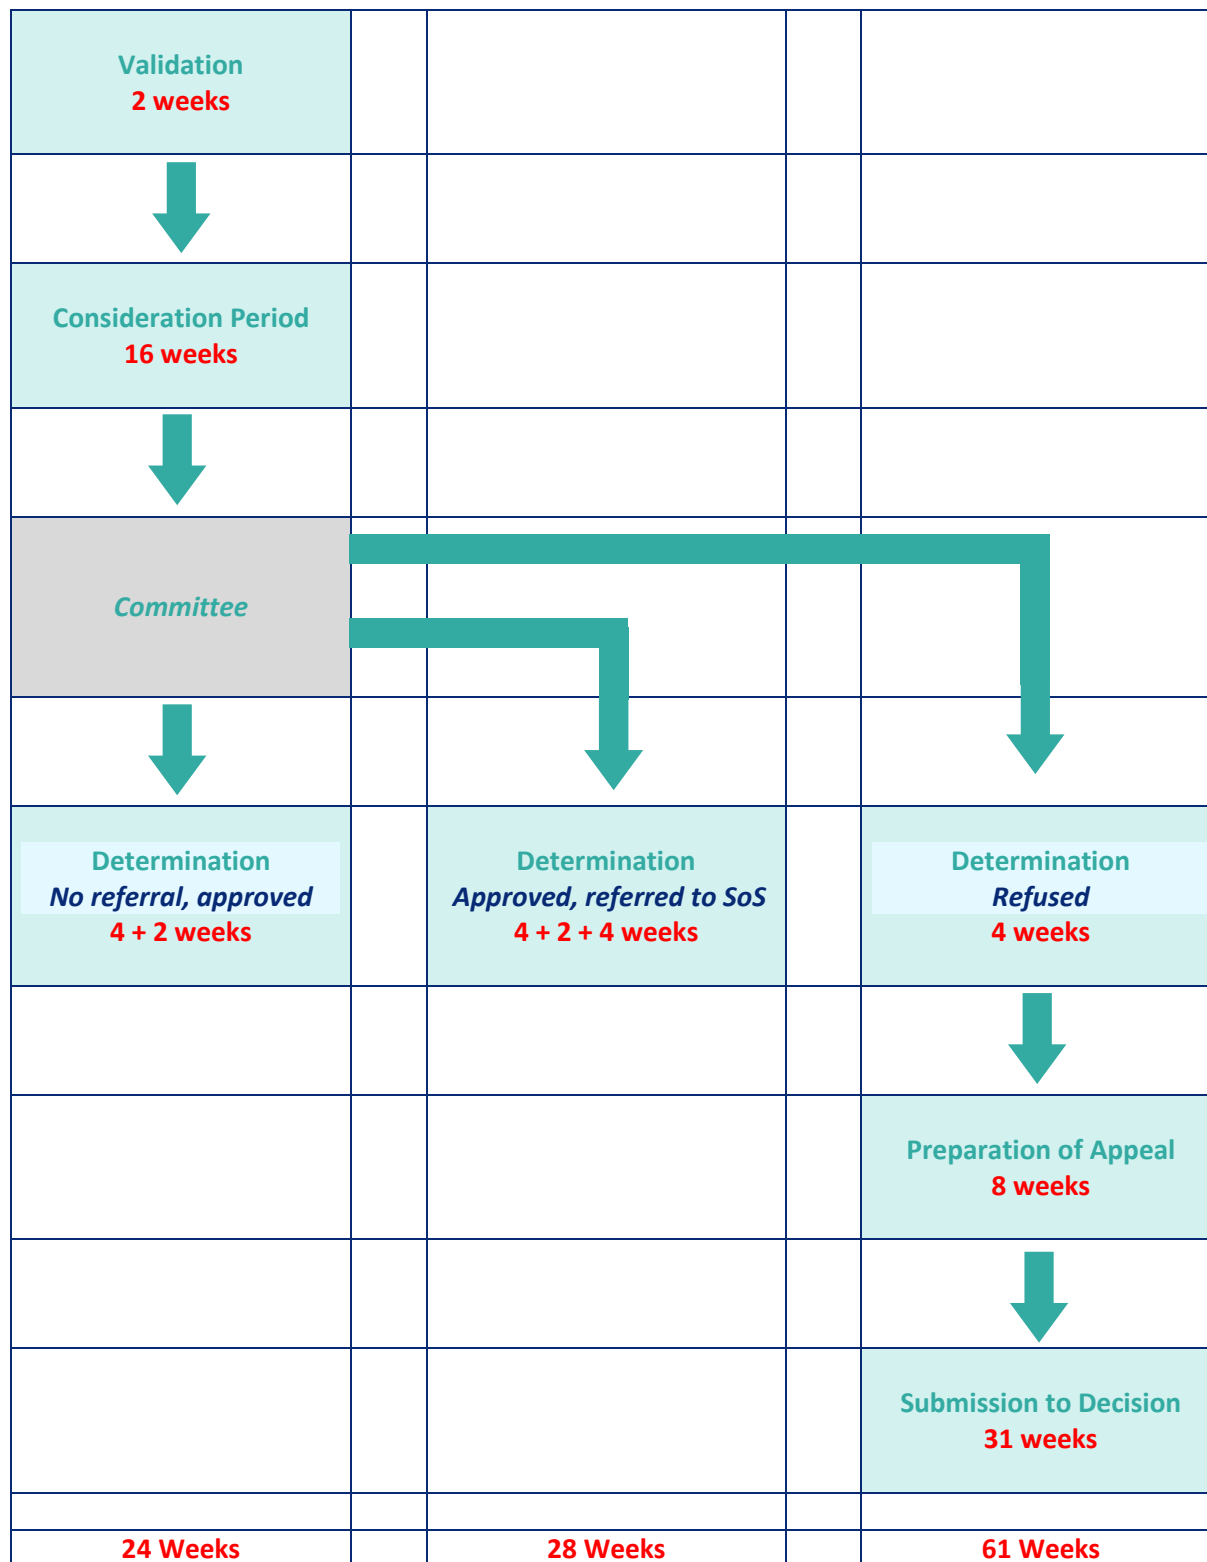 Validation
2 weeks
Consideration Period
16 weeks
Committee
Determination
No referral, approved
4 + 2 weeks
Determination
Approved, referred to SoS
4 + 2 + 4 weeks
Determination
Refused
4 weeks
Preparation of Appeal
8 weeks
Submission to Decision
31 weeks
24 Weeks
28 Weeks
61 Weeks